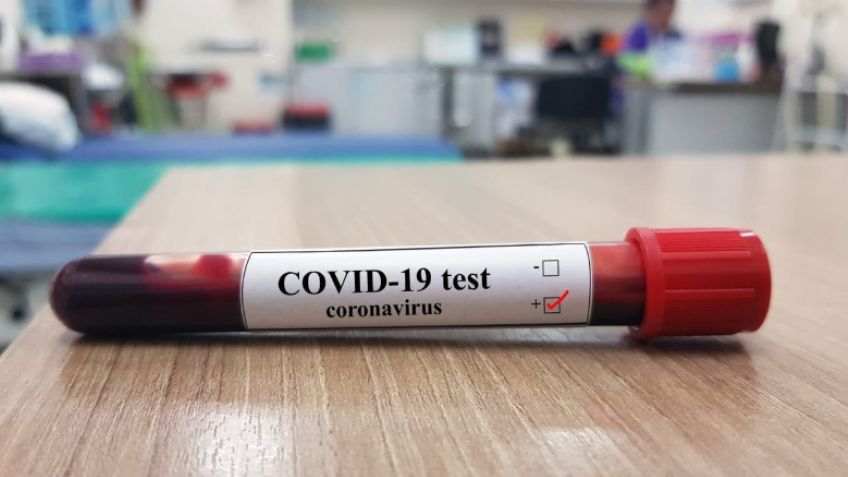 COVID-19 test
coronavirus
-
+